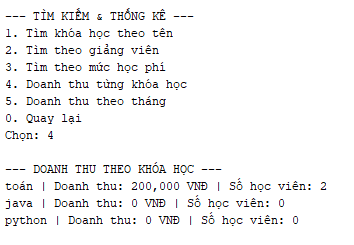 --- TÌM KIẾM & THỐNG KÊ ---
1. Tìm khóa học theo tên
2. Tìm theo giảng viên
3. Tìm theo mức học phí
4. Doanh thu từng khóa học
5. Doanh thu theo tháng
0. Quay lại
Chọn: 4
--- DOANH THU THEO KHÓA HỌC ---
toán | Doanh thu: 200,000 VNĐ | Số học viên: 2
java | Doanh thu: 0 VNĐ | Số học viên: 0
python | Doanh thu: 0 VNĐ | Số học viên: 0